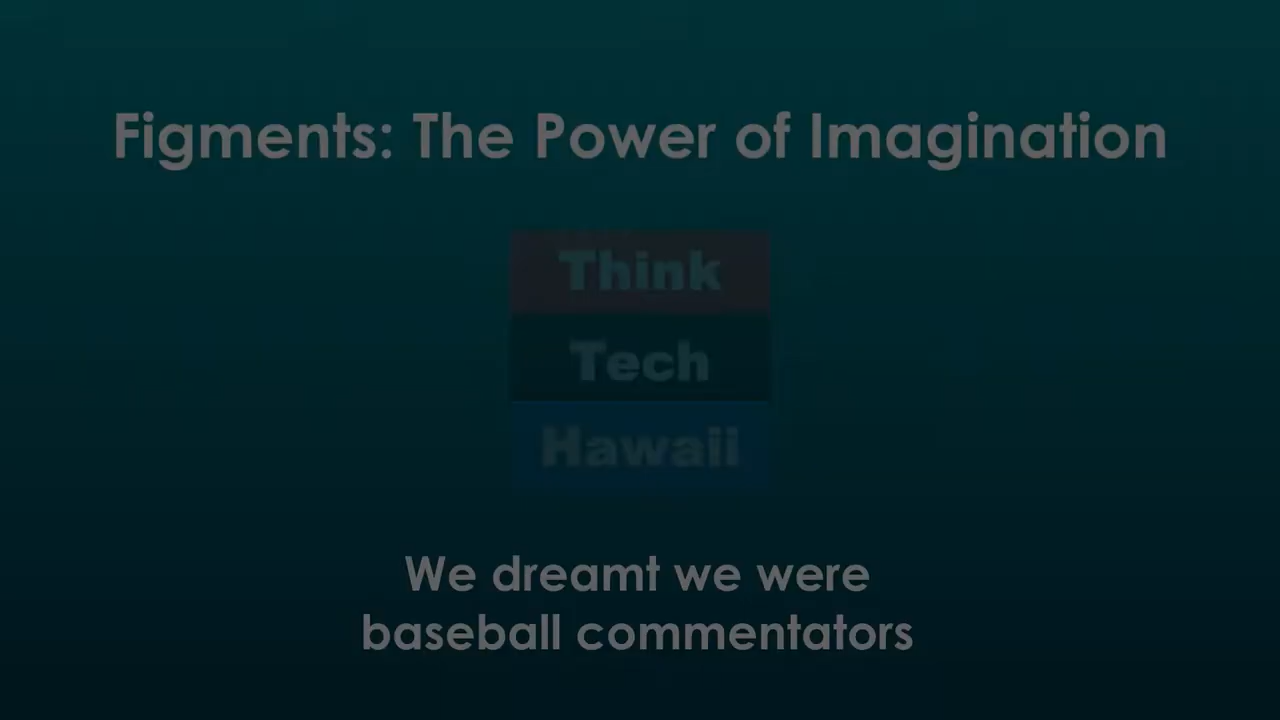 Figments: The Power of Imagination
Think
Tech
Hawaii
We dreamt we were
baseball commentators